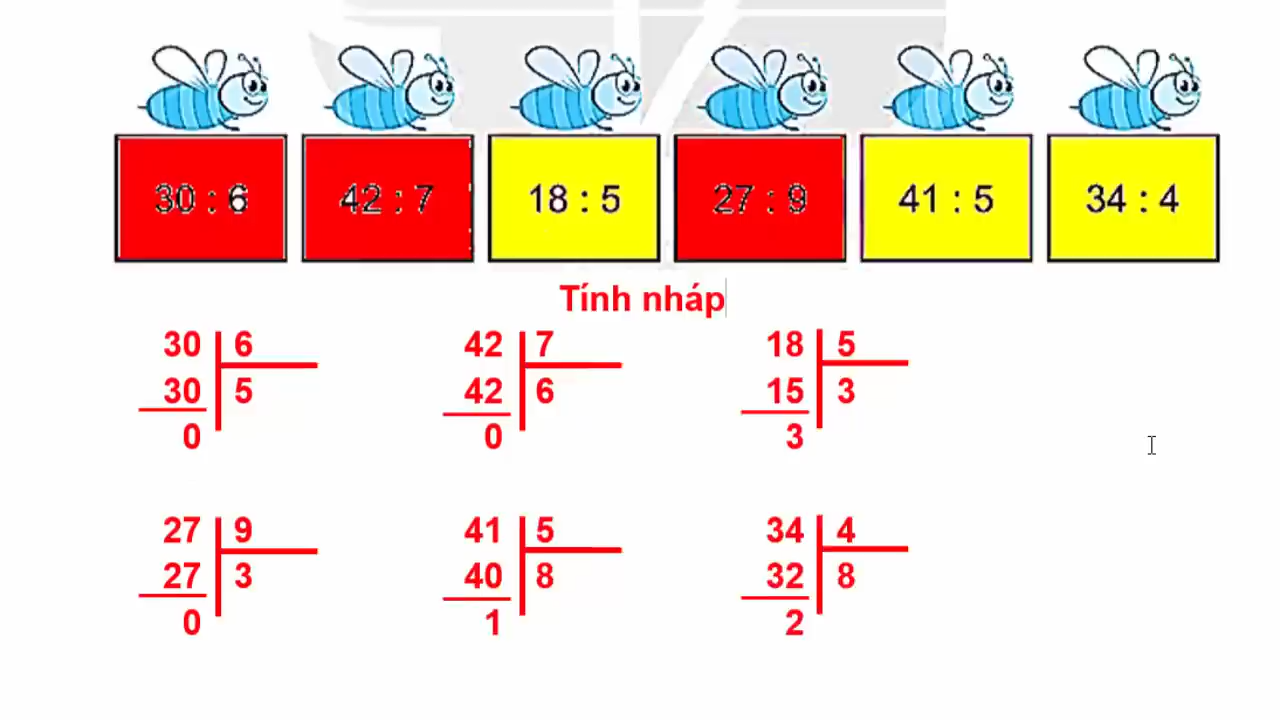 30 : 6 42 : 7 18 : 5 27 : 9 41 : 5 34 : 4
Tính nháp
30 6 42 7 18 5
30 5 42 6 15 3
0 0 3
27 9 41 5 34 4
27 3 40 8 32 8
0 1 2